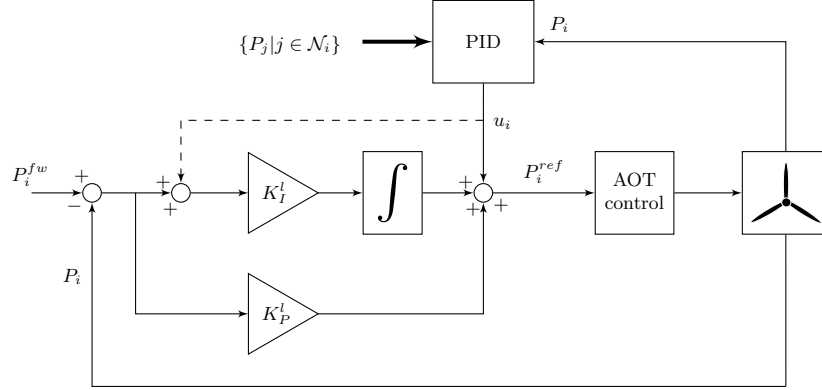 {P_j|j ∈ 𝒩_i}
PID
P_i
u_i
P_i^{fw}
+
−
+
+
K_I^l
∫
+
+
+
P_i^{ref}
AOT
control
P_i
K_P^l